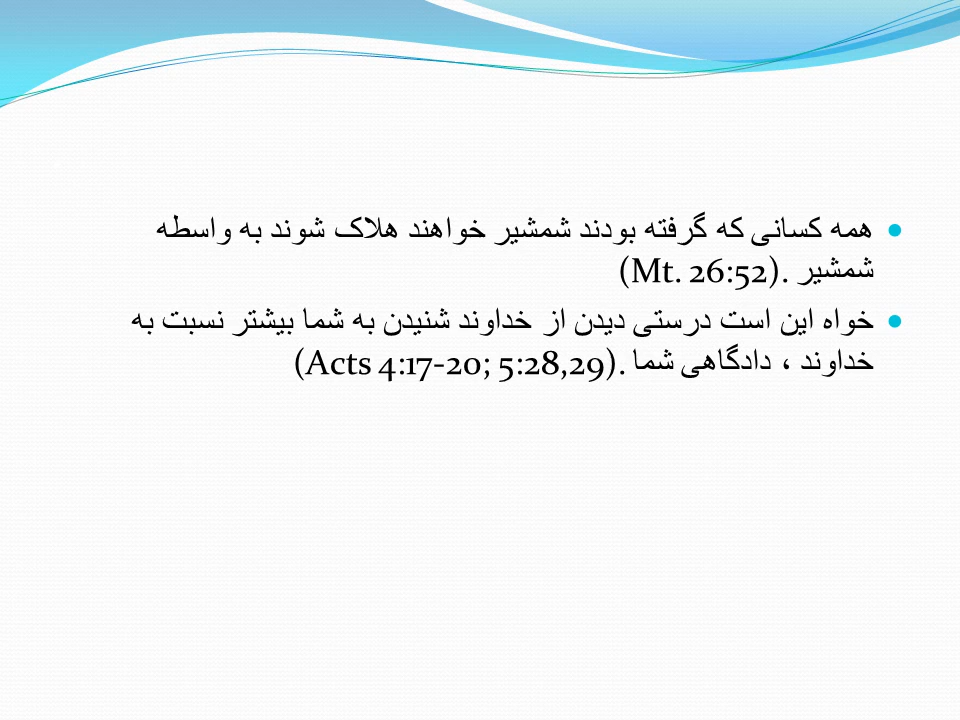 همه کسانی که گرفته بودند شمشیر خواهند هلاک شوند به واسطه
شمشیر .(Mt. 26:52)
خواه این است درستی دیدن از خداوند شنیدن به شما بیشتر نسبت به
خداوند ، دادگاهی شما .(Acts 4:17-20; 5:28,29)